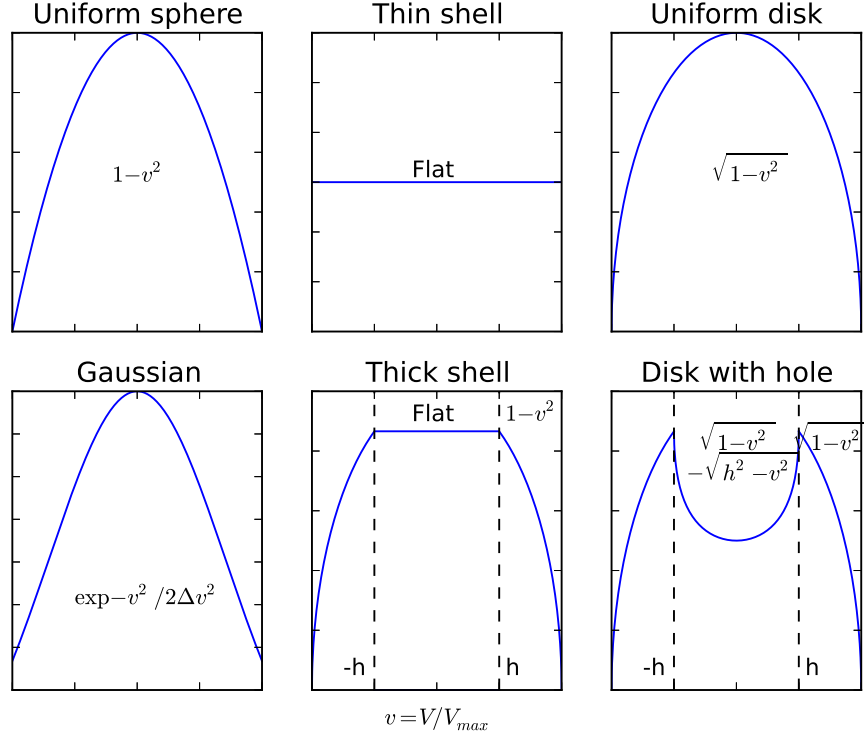 Uniform sphere
Thin shell
Uniform disk
1−v²
Flat
√1−v²
Gaussian
Thick shell
Disk with hole
Flat
1−v²
√1−v²
−√h² −v²
√1−v²
exp−v² /2Δv²
-h
h
-h
h
v = V/Vmax